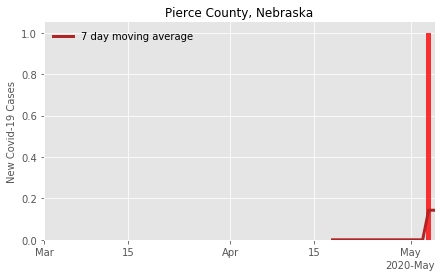 Pierce County, Nebraska
7 day moving average
New Covid-19 Cases
1.0
0.8
0.6
0.4
0.2
0.0
Mar 15 Apr 15 May
2020-May